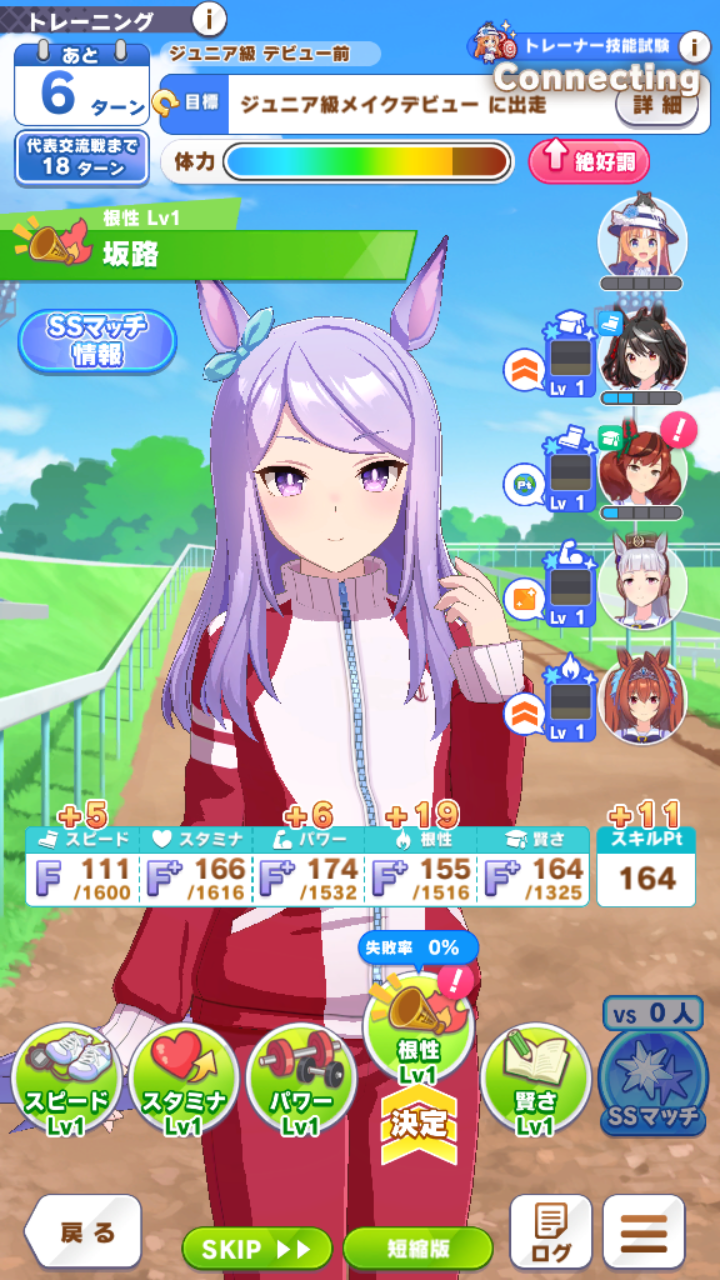 トレーニング
i
あと
6 ターン
代表交流戦まで
18 ターン
ジュニア級 デビュー前
トレーナー技能試験
i
Connecting
目標
ジュニア級メイクデビュー に出走
詳細
体力
絶好調
根性 Lv1
坂路
SSマッチ
情報
Lv 1
!
Pt
Lv 1
Lv 1
Lv 1
+5
+6
+19
+11
スピード
スタミナ
パワー
根性
賢さ
スキルPt
F 111
/1600
F+ 166
/1616
F+ 174
/1532
F+ 155
/1516
F+ 164
/1325
164
失敗率 0%
!
スピード
Lv1
スタミナ
Lv1
パワー
Lv1
根性
Lv1
決定
賢さ
Lv1
vs 0人
SSマッチ
戻る
SKIP
短縮版
ログ